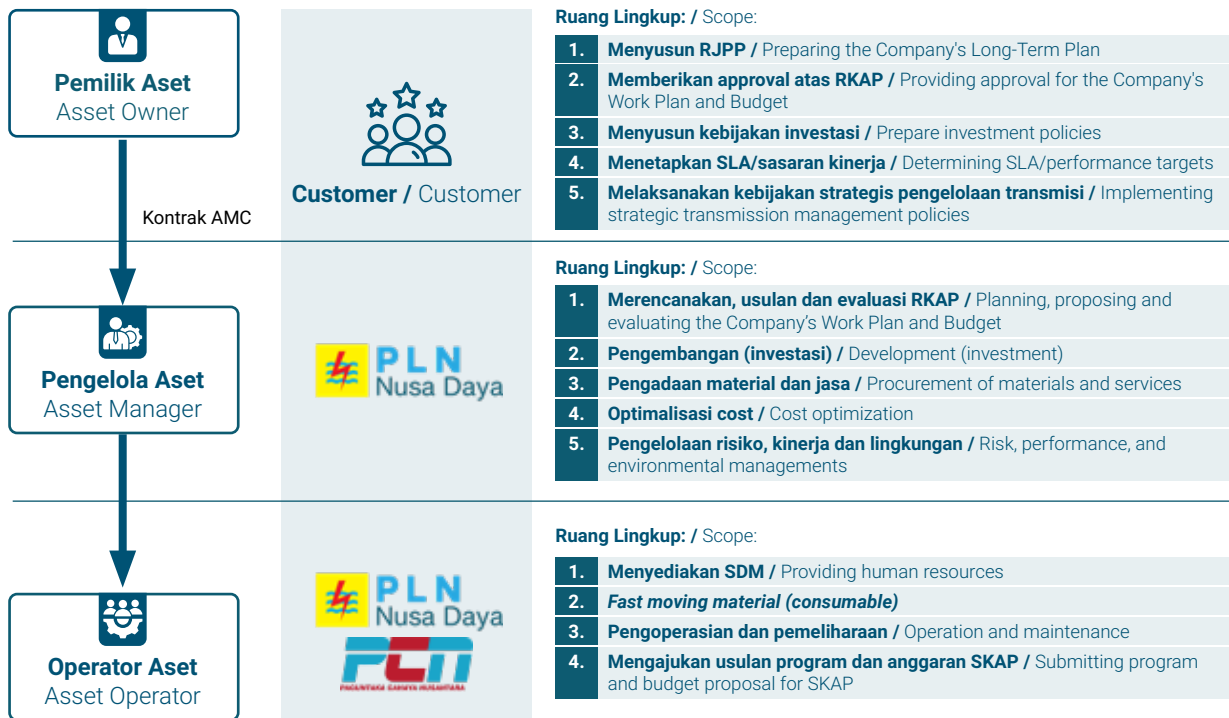 Pemilik Aset
Asset Owner
Kontrak AMC
Customer / Customer
Ruang Lingkup: / Scope:
1. Menyusun RJPP / Preparing the Company's Long-Term Plan
2. Memberikan approval atas RKAP / Providing approval for the Company's
Work Plan and Budget
3. Menyusun kebijakan investasi / Prepare investment policies
4. Menetapkan SLA/sasaran kinerja / Determining SLA/performance targets
5. Melaksanakan kebijakan strategis pengelolaan transmisi / Implementing
strategic transmission management policies
Pengelola Aset
Asset Manager
PLN
Nusa Daya
Ruang Lingkup: / Scope:
1. Merencanakan, usulan dan evaluasi RKAP / Planning, proposing and
evaluating the Company’s Work Plan and Budget
2. Pengembangan (investasi) / Development (investment)
3. Pengadaan material dan jasa / Procurement of materials and services
4. Optimalisasi cost / Cost optimization
5. Pengelolaan risiko, kinerja dan lingkungan / Risk, performance, and
environmental managements
Operator Aset
Asset Operator
PLN
Nusa Daya
PCN
PAGUNTAKA CAHAYA NUSANTARA
Ruang Lingkup: / Scope:
1. Menyediakan SDM / Providing human resources
2. Fast moving material (consumable)
3. Pengoperasian dan pemeliharaan / Operation and maintenance
4. Mengajukan usulan program dan anggaran SKAP / Submitting program
and budget proposal for SKAP